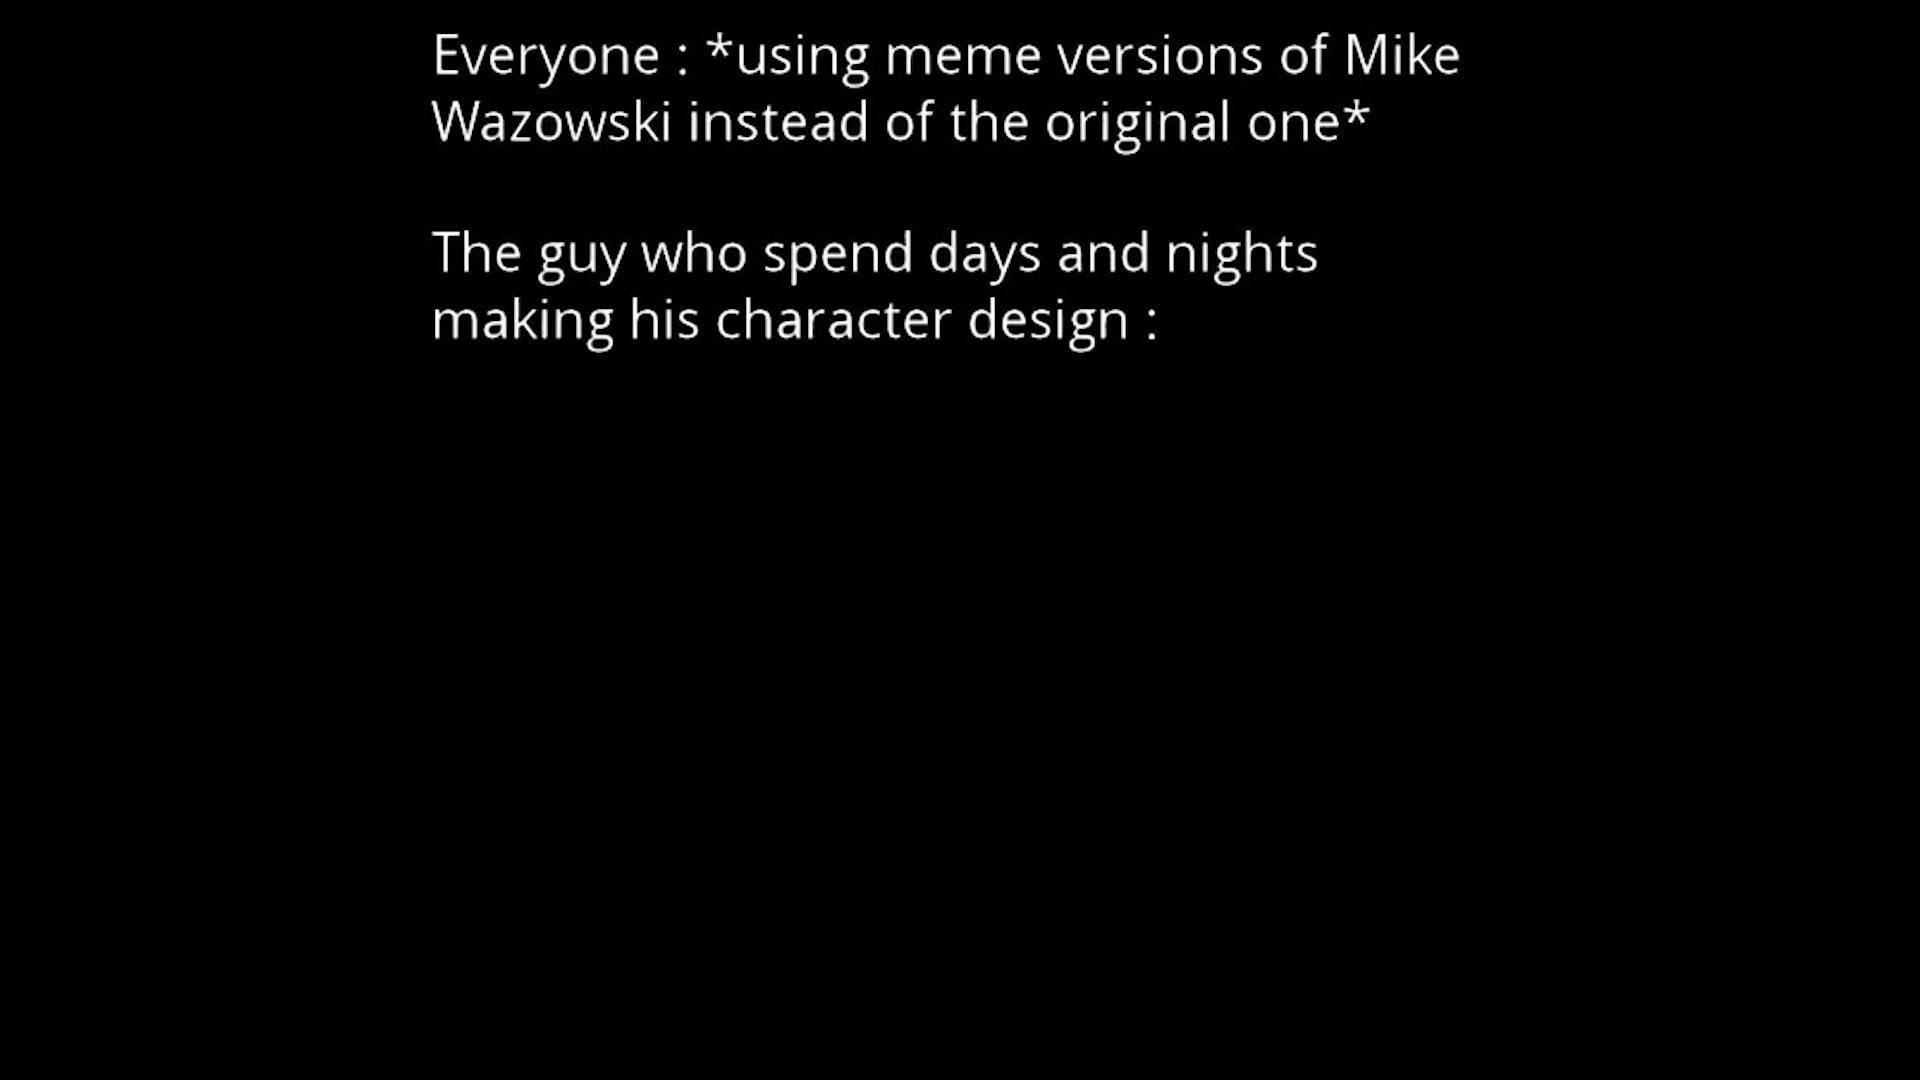 Everyone : *using meme versions of Mike
Wazowski instead of the original one*
The guy who spend days and nights
making his character design :